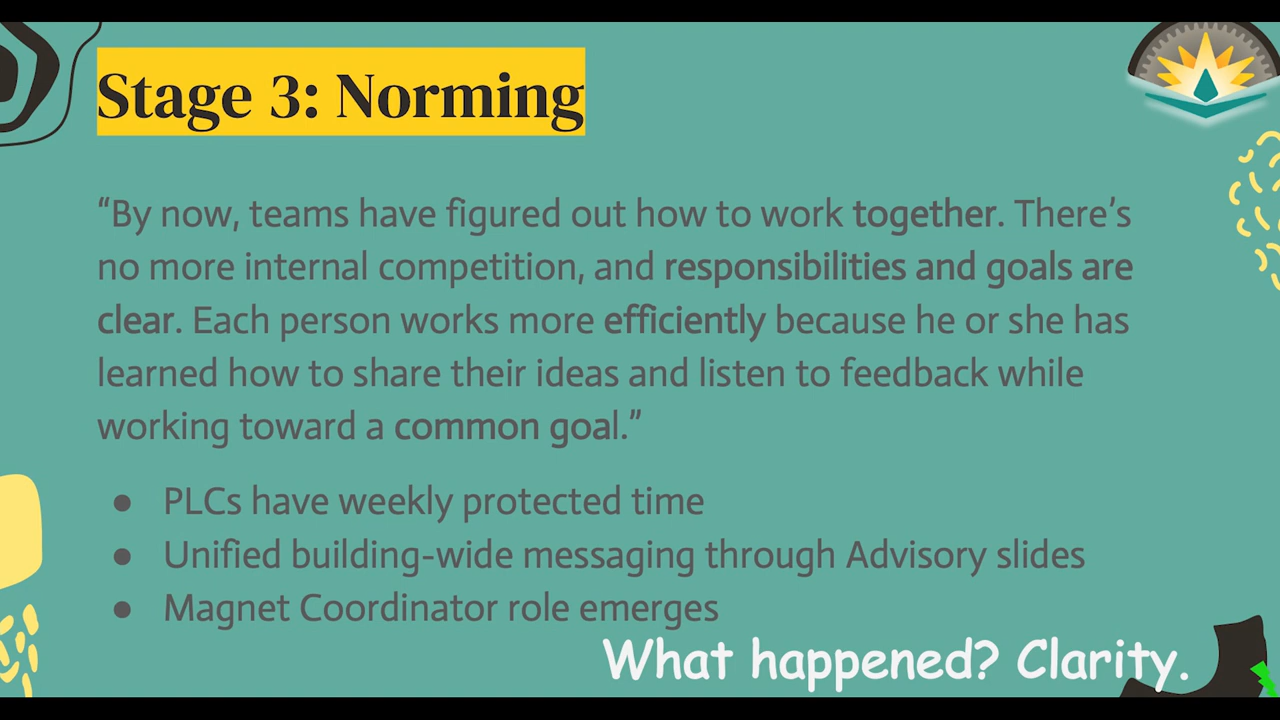 Stage 3: Norming
“By now, teams have figured out how to work together. There’s
no more internal competition, and responsibilities and goals are
clear. Each person works more efficiently because he or she has
learned how to share their ideas and listen to feedback while
working toward a common goal.”
● PLCs have weekly protected time
● Unified building-wide messaging through Advisory slides
● Magnet Coordinator role emerges
What happened? Clarity.